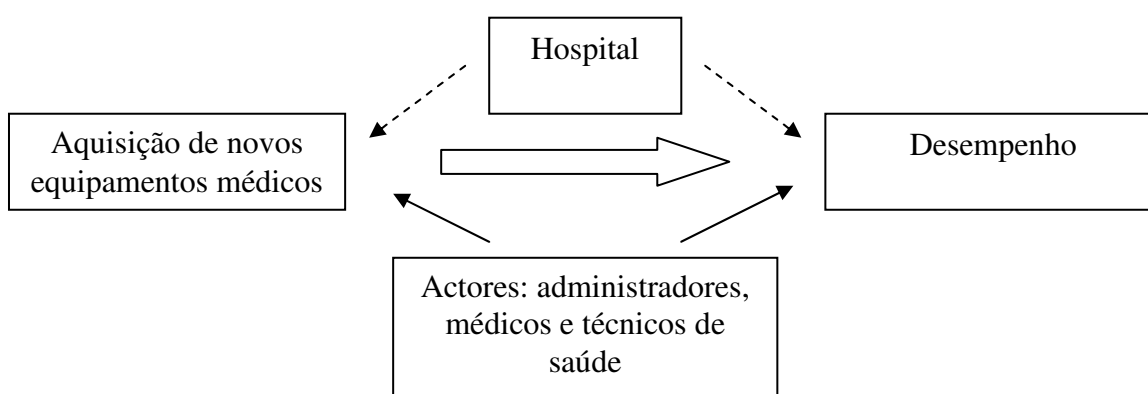 Hospital
Aquisição de novos
equipamentos médicos
Desempenho
Actores: administradores,
médicos e técnicos de
saúde